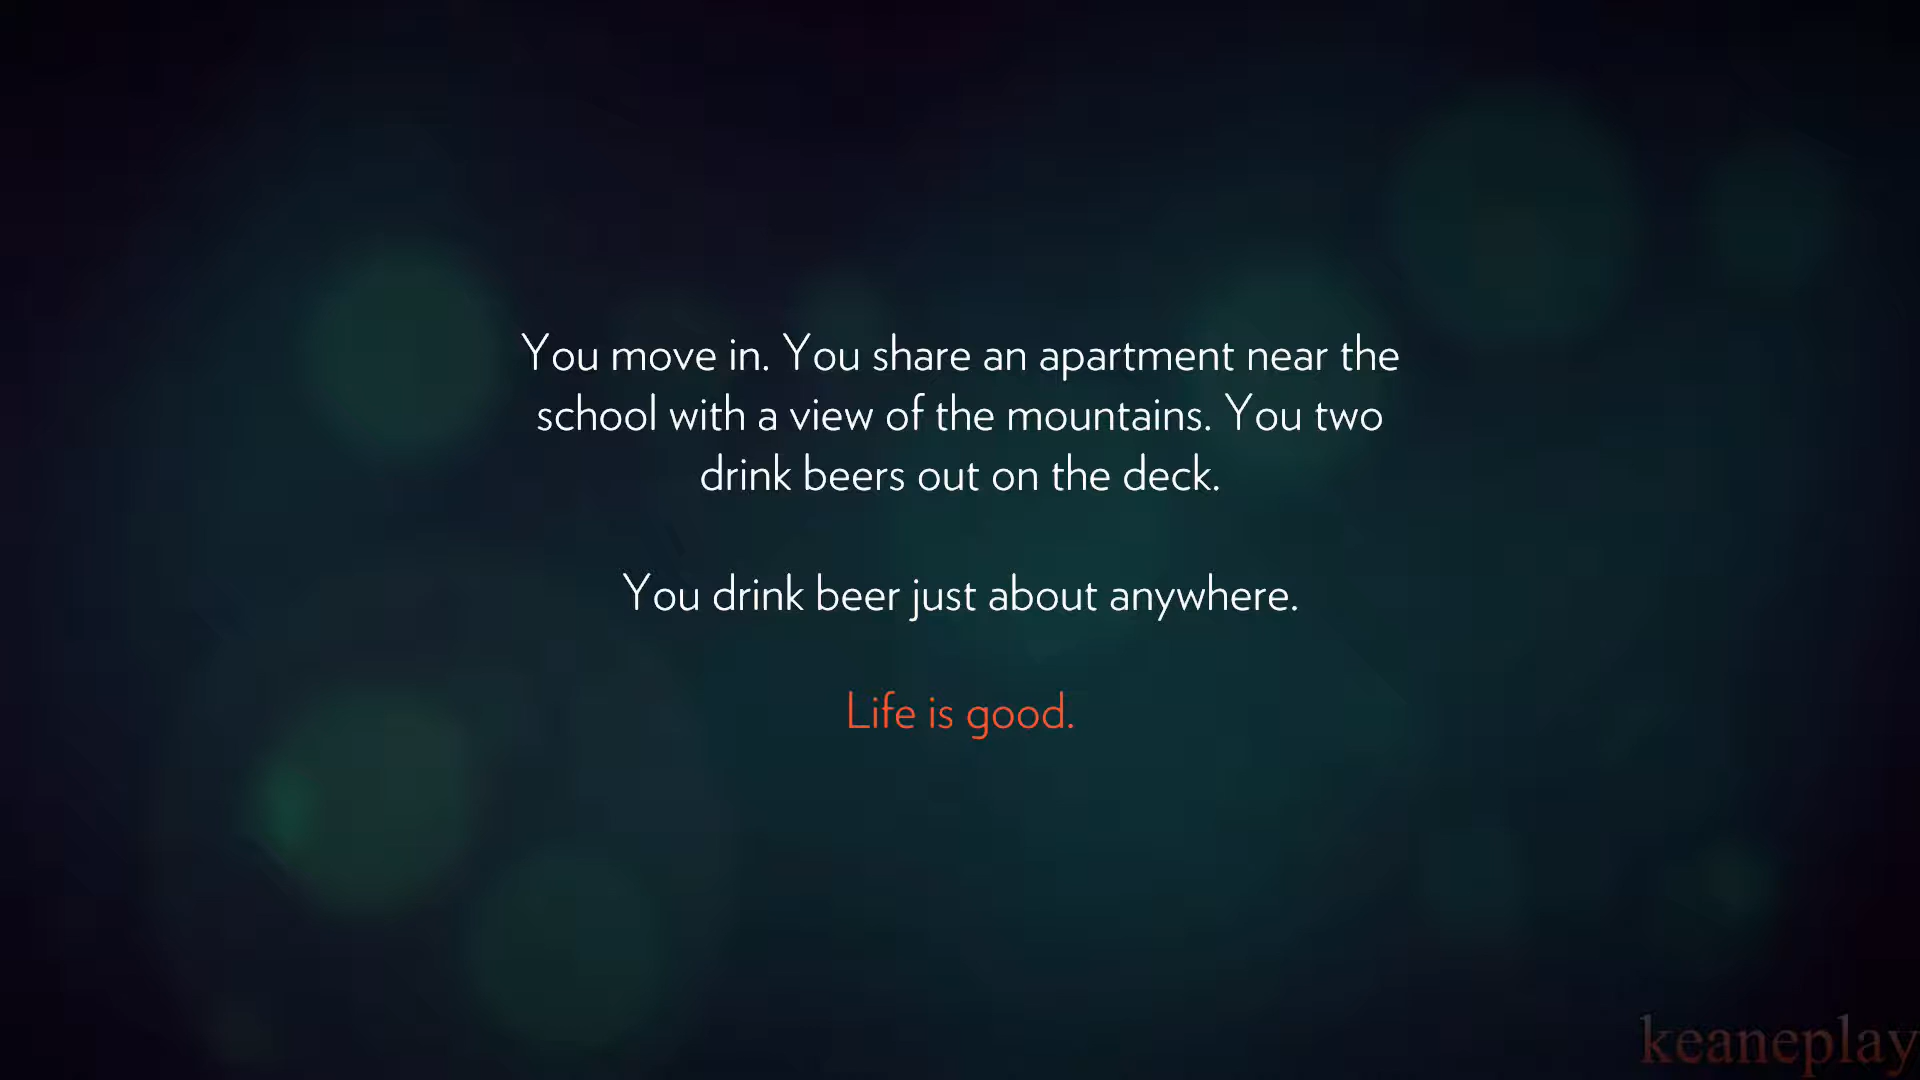 You move in. You share an apartment near the
school with a view of the mountains. You two
drink beers out on the deck.
You drink beer just about anywhere.
Life is good.
keaneplay